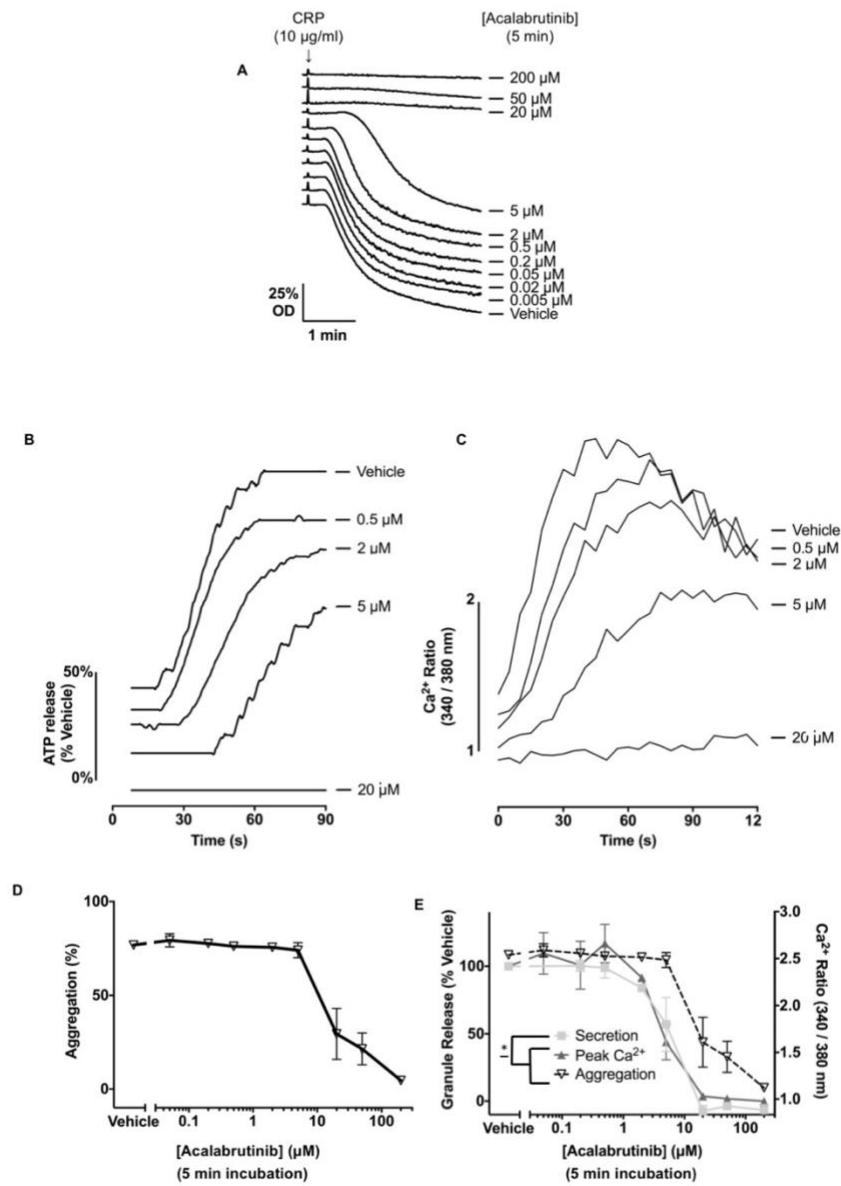 CRP [Acalabrutinib]
(10 µg/ml) (5 min)
↓
A
200 µM
50 µM
20 µM
5 µM
2 µM
0.5 µM
0.2 µM
0.05 µM
0.02 µM
0.005 µM
Vehicle
25%
OD
1 min
B
Vehicle
0.5 µM
2 µM
5 µM
20 µM
50%
0%
ATP release
(% Vehicle)
0 30 60 90
Time (s)
C
Vehicle
0.5 µM
2 µM
5 µM
20 µM
2
1
Ca²⁺ Ratio
(340 / 380 nm)
0 30 60 90 12
Time (s)
D
100
50
0
Aggregation (%)
Vehicle 0.1 1 10 100
[Acalabrutinib] (µM)
(5 min incubation)
E
100
50
0
Granule Release (% Vehicle)
3.0
2.5
2.0
1.5
1.0
Ca²⁺ Ratio (340 / 380 nm)
*
Secretion
Peak Ca²⁺
Aggregation
Vehicle 0.1 1 10 100
[Acalabrutinib] (µM)
(5 min incubation)